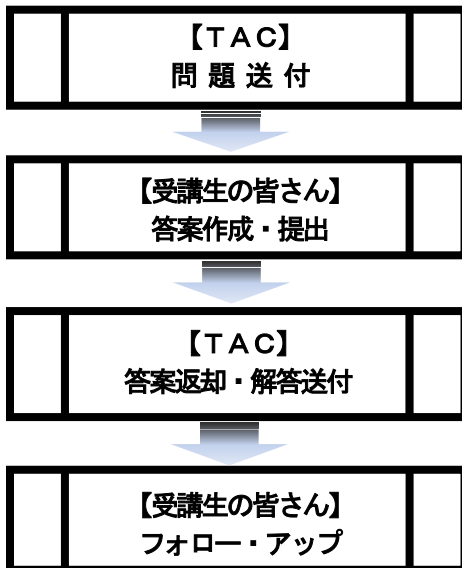 【ＴＡＣ】
問 題 送 付
【受講生の皆さん】
答案作成・提出
【ＴＡＣ】
答案返却・解答送付
【受講生の皆さん】
フォロー・アップ